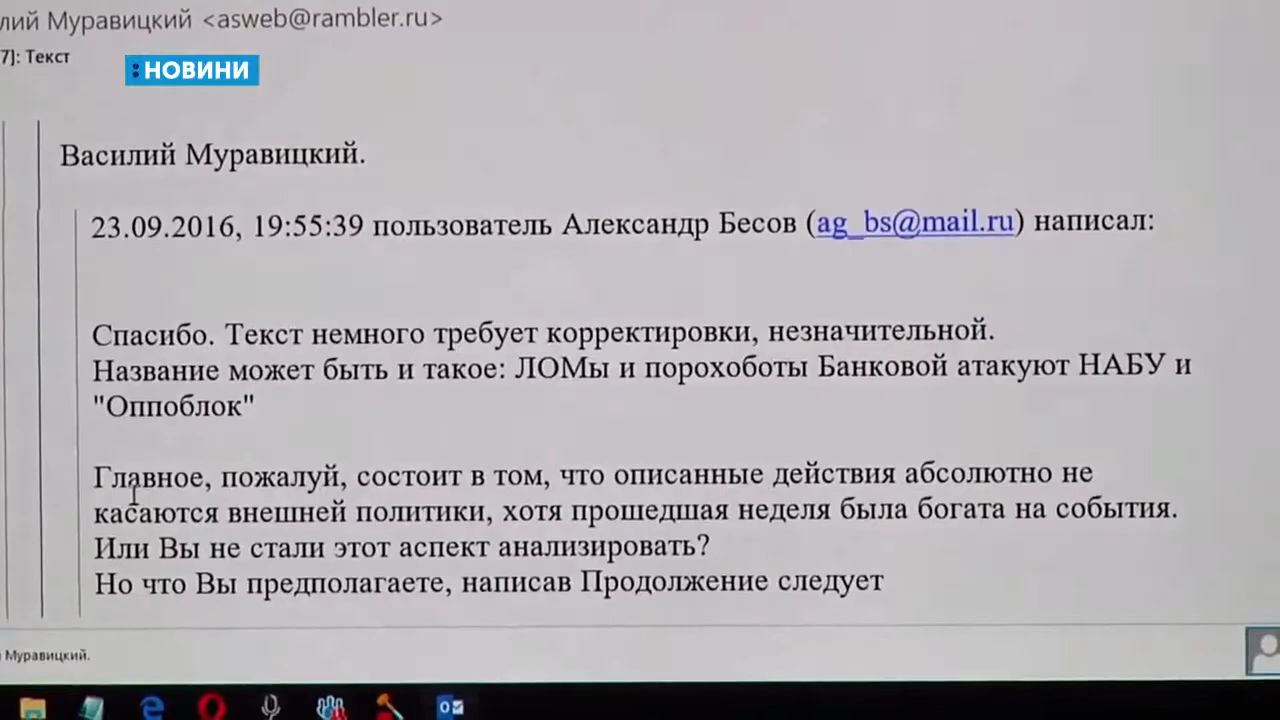 лий Муравицкий <asweb@rambler.ru>
7]: Текст
:НОВИНИ
Василий Муравицкий.
23.09.2016, 19:55:39 пользователь Александр Бесов (ag_bs@mail.ru) написал:
Спасибо. Текст немного требует корректировки, незначительной.
Название может быть и такое: ЛОМы и порохоботы Банковой атакуют НАБУ и
"Оппоблок"
Главное, пожалуй, состоит в том, что описанные действия абсолютно не
касаются внешней политики, хотя прошедшая неделя была богата на события.
Или Вы не стали этот аспект анализировать?
Но что Вы предполагаете, написав Продолжение следует
й Муравицкий.